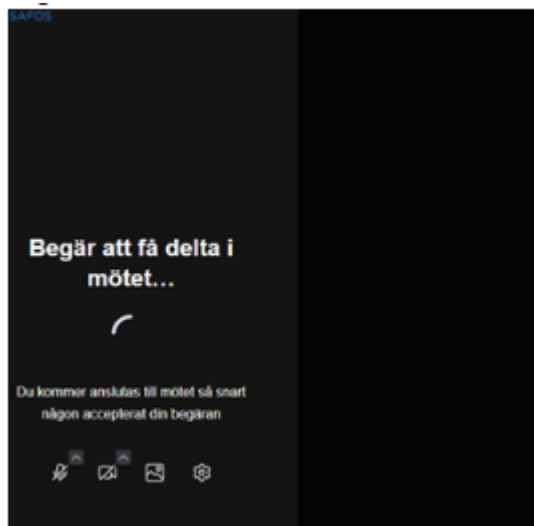 SAFOS
Begär att få delta i
mötet...
Du kommer anslutas till mötet så snart
någon accepterat din begäran